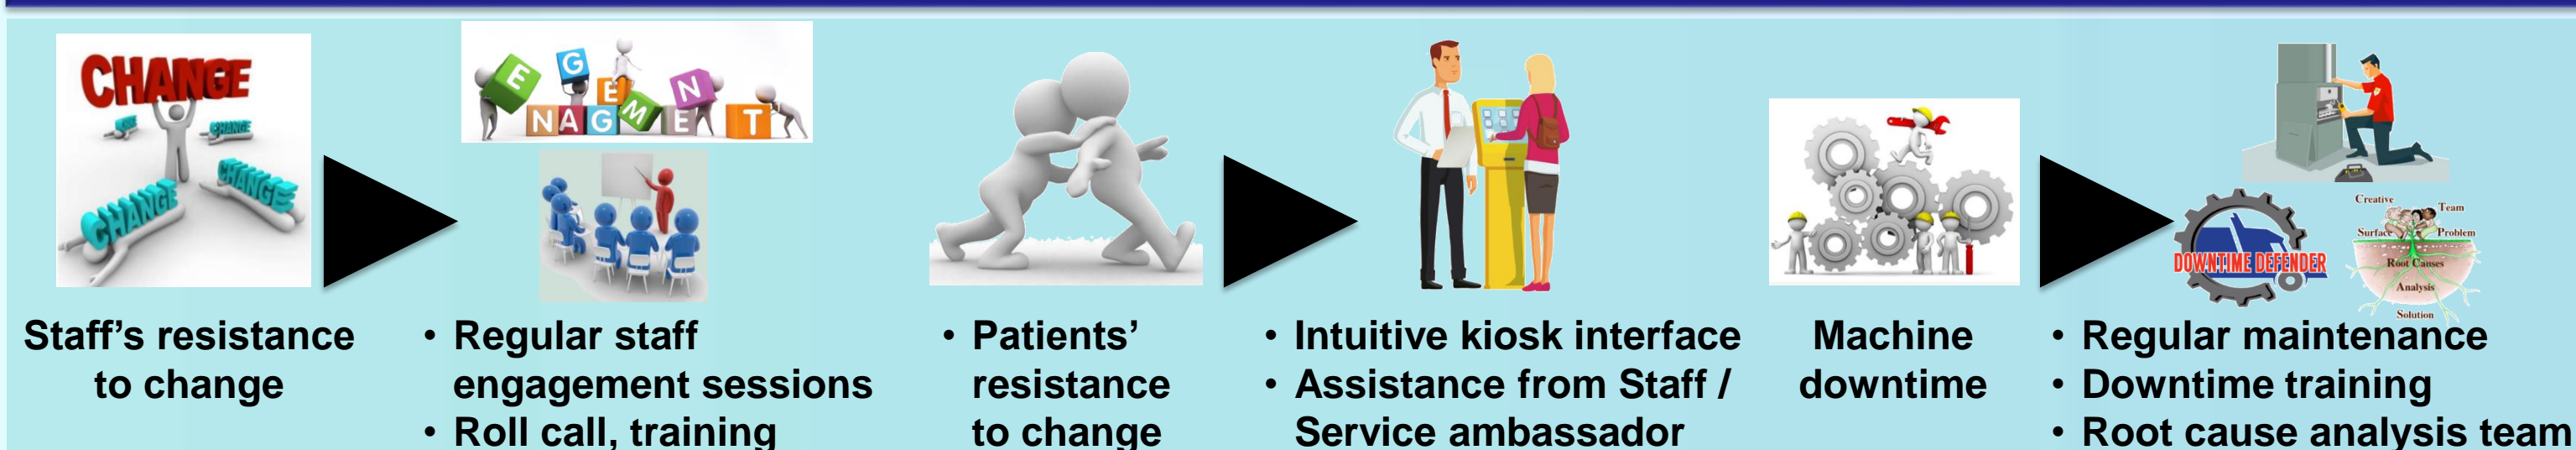 CHANGE
CHANGE
CHANGE
CHANGE
CHANGE
E G E N
NAGMET
Creative
Team
Surface
Problem
Root Causes
Analysis
Solution
DOWNTIME DEFENDER
Staff's resistance
to change
• Regular staff
engagement sessions
• Roll call, training
• Patients'
resistance
to change
• Intuitive kiosk interface
• Assistance from Staff /
Service ambassador
Machine
downtime
• Regular maintenance
• Downtime training
• Root cause analysis team